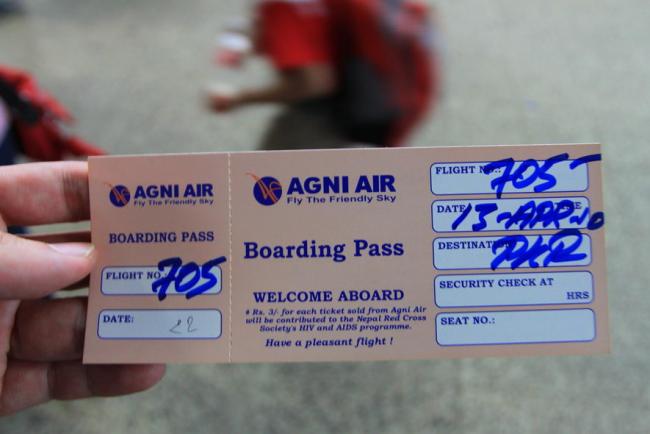 AGNI AIR
Fly The Friendly Sky
BOARDING PASS
FLIGHT NO.: 705
DATE: 22
AGNI AIR
Fly The Friendly Sky
Boarding Pass
WELCOME ABOARD
# Rs. 3/- for each ticket sold from Agni Air
will be contributed to the Nepal Red Cross
Society's HIV and AIDS programme.
Have a pleasant flight !
FLIGHT NO.: 705
DATE 13-APR-10
DESTINATION PKR
SECURITY CHECK AT
HRS
SEAT NO.: